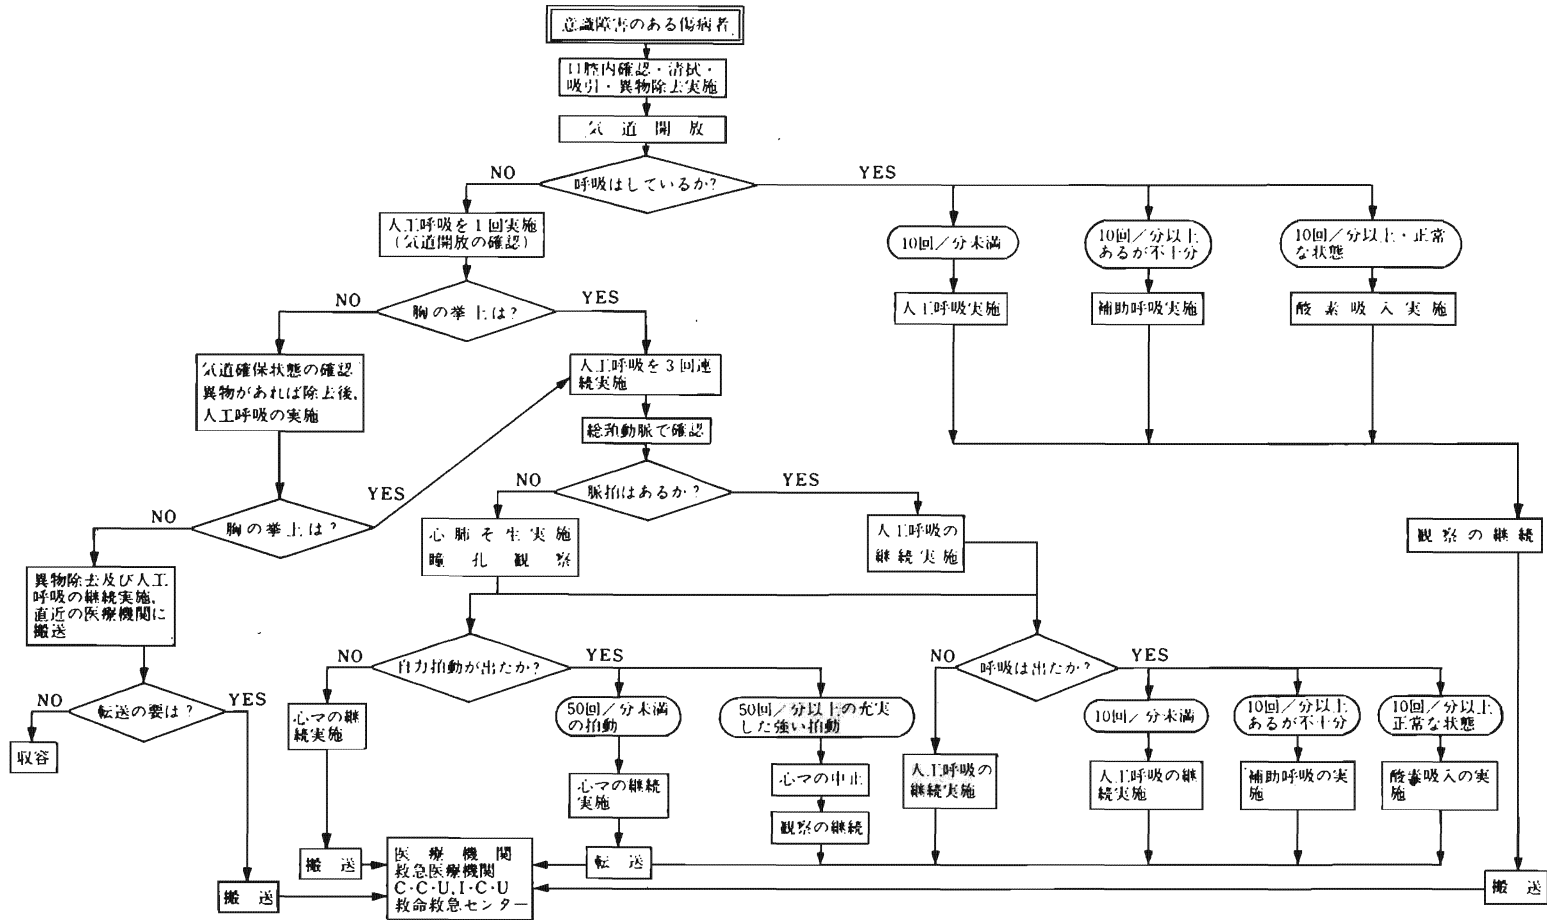 意識障害のある傷病者
口腔内確認・清拭・
吸引・異物除去実施
気道開放
呼吸はしているか?
NO
YES
人工呼吸を1回実施
(気道開放の確認)
10回/分未満
10回/分以上
あるが不十分
10回/分以上・正常
な状態
胸の挙上は?
NO
YES
人工呼吸実施
補助呼吸実施
酸素吸入実施
気道確保状態の確認
異物があれば除去後,
人工呼吸の実施
人工呼吸を3回連
続実施
総頚動脈で確認
脈拍はあるか?
NO
YES
胸の挙上は?
NO
YES
心肺そ生実施
瞳孔観察
人工呼吸の
継続実施
観察の継続
異物除去及び人工
呼吸の継続実施,
直近の医療機関に
搬送
自力拍動が出たか?
NO
YES
呼吸は出たか?
NO
YES
転送の要は?
NO
YES
収容
心マの継
続実施
50回/分未満
の拍動
50回/分以上の充実
した強い拍動
10回/分未満
10回/分以上
あるが不十分
10回/分以上
正常な状態
心マの継続
実施
心マの中止
観察の継続
人工呼吸の
継続実施
人工呼吸の継
続実施
補助呼吸の実
施
酸素吸入の実
施
搬送
搬送
医療機関
救急医療機関
C・C・U,I・C・U
救命救急センター
転送
搬送